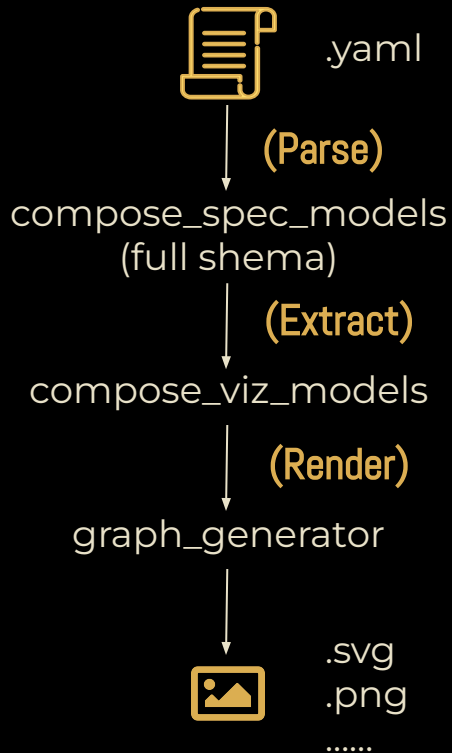 .yaml
(Parse)
compose_spec_models
(full shema)
(Extract)
compose_viz_models
(Render)
graph_generator
.svg
.png
......